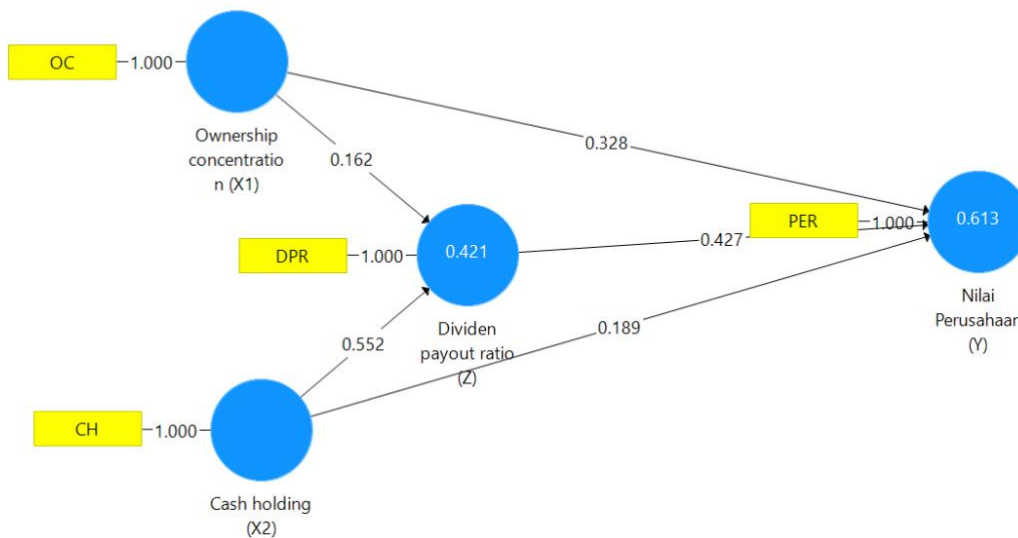 OC
1.000
Ownership
concentratio
n (X1)
0.328
0.162
PER
1.000
0.613
DPR
1.000
0.421
0.427
Nilai
Perusahaan
(Y)
Dividen
payout ratio
(Z)
0.189
0.552
CH
1.000
Cash holding
(X2)